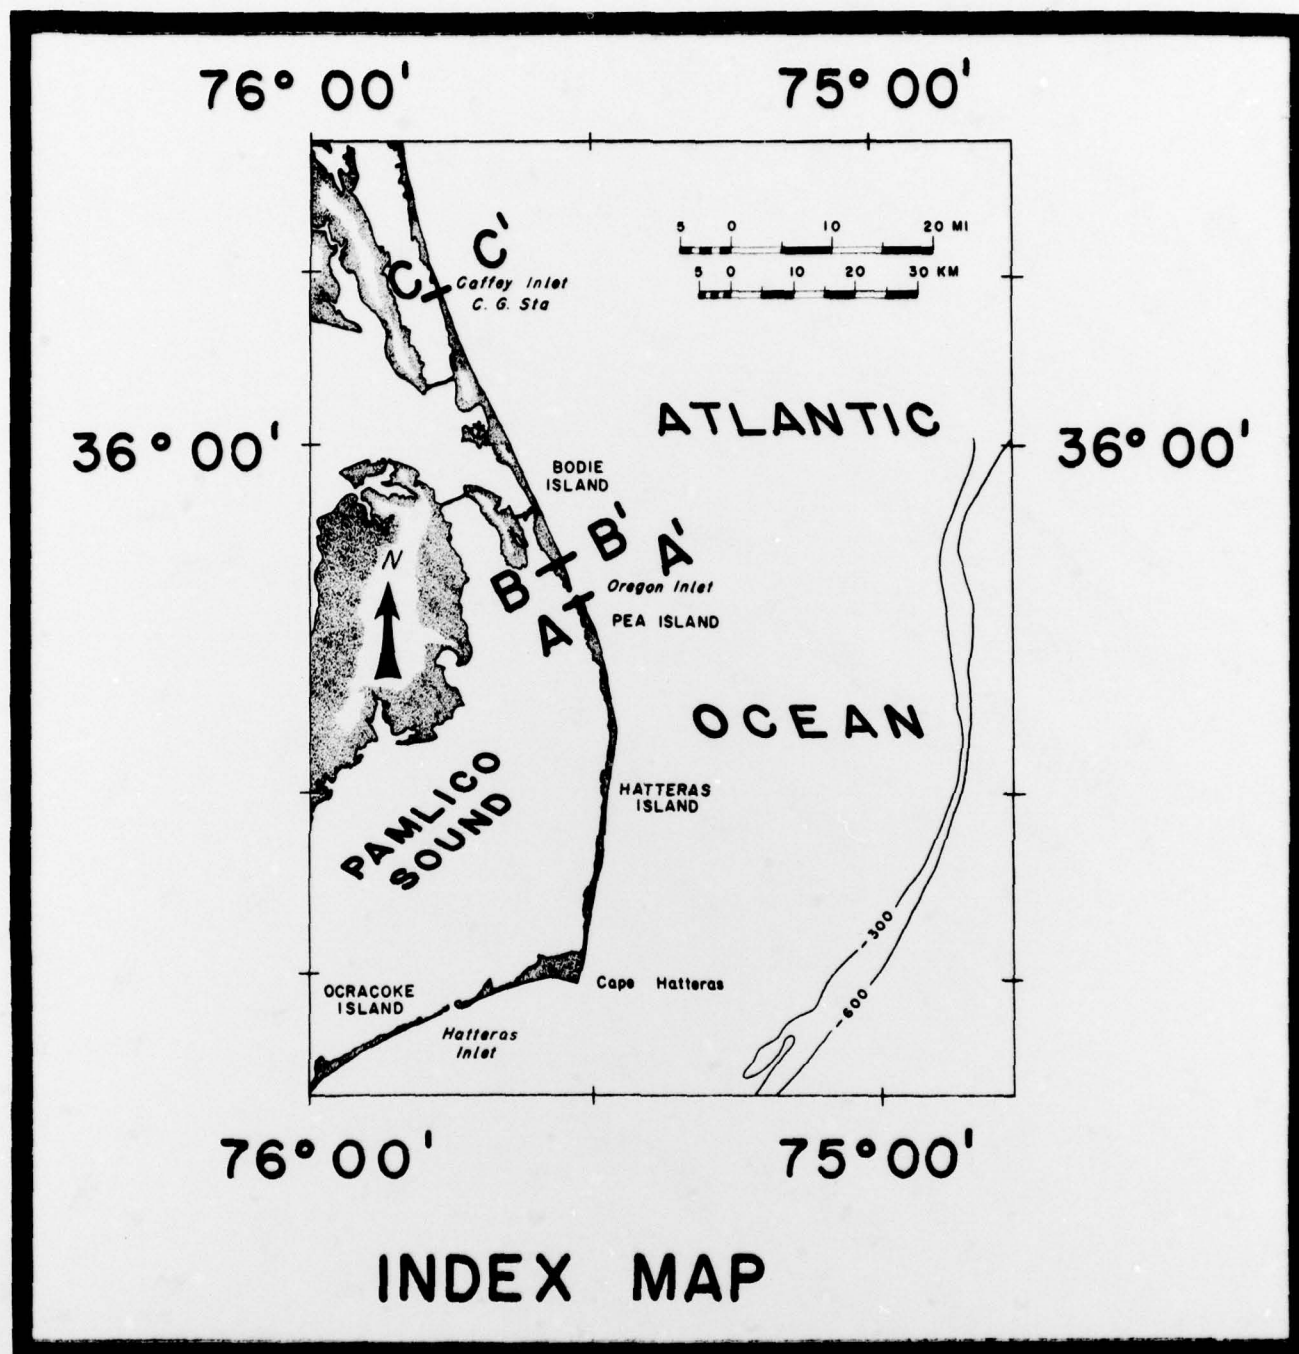 76° 00'
75° 00'
5 0 10 20 MI
5 0 10 20 30 KM
C C'
Caffey Inlet
C. G. Sta
ATLANTIC
36° 00'
36° 00'
BODIE
ISLAND
N
B B'
A A'
Oregon Inlet
PEA ISLAND
OCEAN
PAMLICO
SOUND
HATTERAS
ISLAND
-300
-600
Cape Hatteras
OCRACOKE
ISLAND
Hatteras
Inlet
76° 00'
75° 00'
INDEX MAP